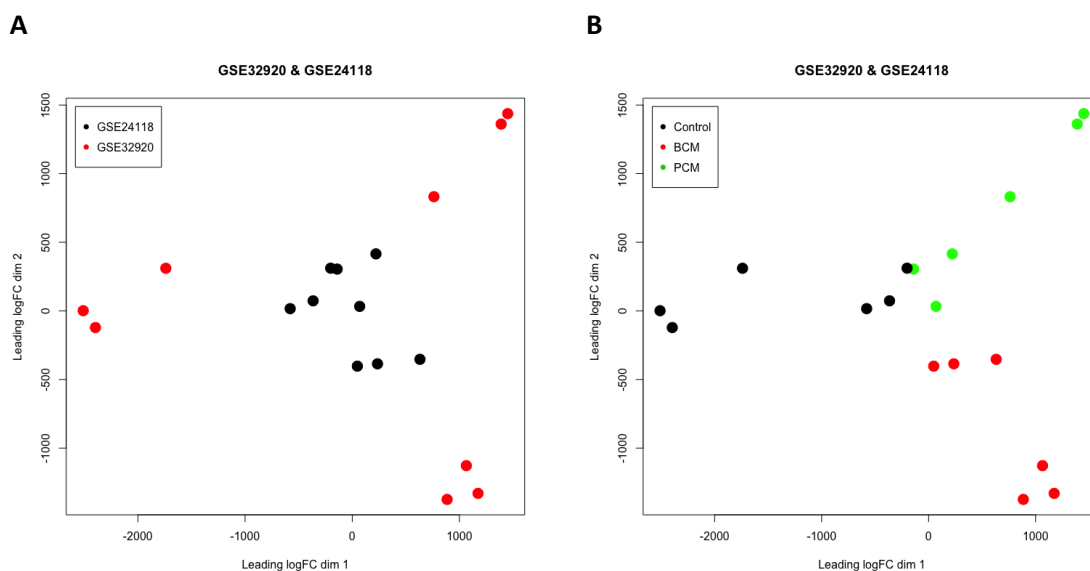 A
B
GSE32920 & GSE24118
GSE24118
GSE32920
1500
1000
500
0
-500
-1000
Leading logFC dim 2
-2000
-1000
0
1000
Leading logFC dim 1
GSE32920 & GSE24118
Control
BCM
PCM
1500
1000
500
0
-500
-1000
Leading logFC dim 2
-2000
-1000
0
1000
Leading logFC dim 1